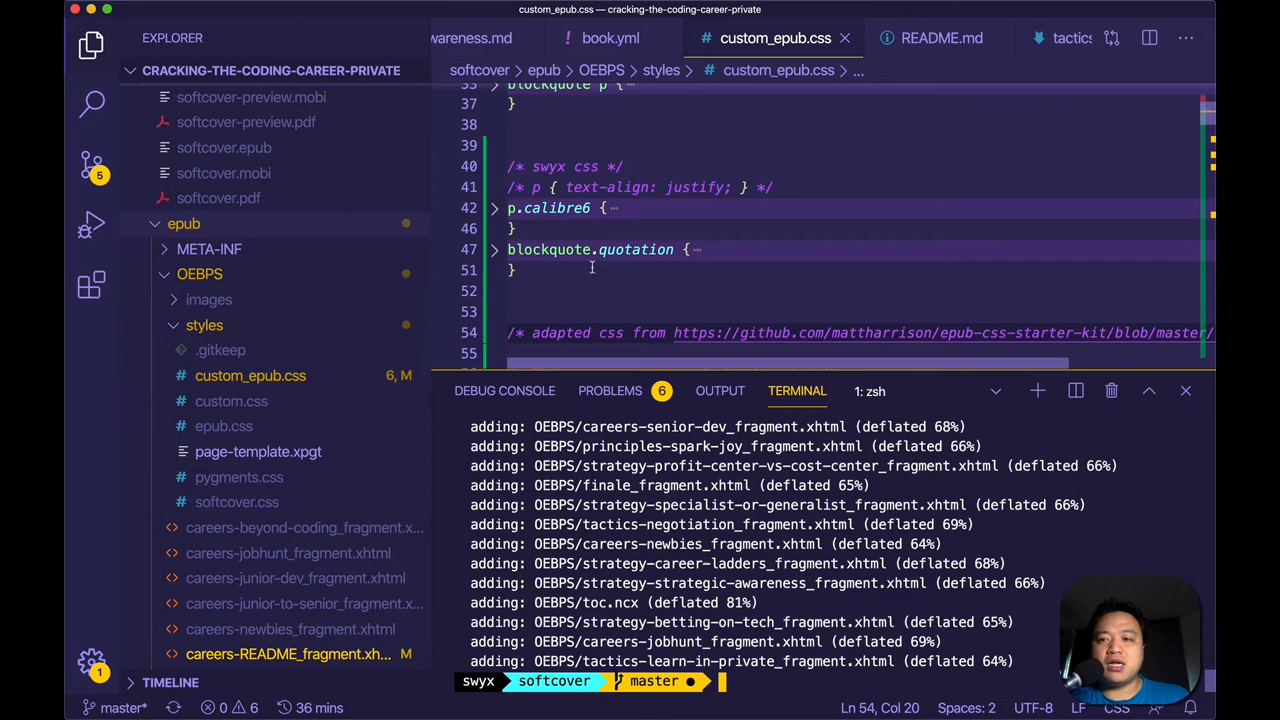 custom_epub.css — cracking-the-coding-career-private
EXPLORER
CRACKING-THE-CODING-CAREER-PRIVATE
softcover-preview.mobi
softcover-preview.pdf
softcover.epub
softcover.mobi
softcover.pdf
epub
META-INF
OEBPS
images
styles
.gitkeep
custom_epub.css 6, M
custom.css
epub.css
page-template.xpgt
pygments.css
softcover.css
careers-beyond-coding_fragment.x...
careers-jobhunt_fragment.xhtml
careers-junior-dev_fragment.xhtml
careers-junior-to-senior_fragment...
careers-newbies_fragment.xhtml
careers-README_fragment.xh... M
TIMELINE
5
1
wareness.md
book.yml
custom_epub.css
README.md
tactics
softcover > epub > OEBPS > styles > # custom_epub.css > ...
35 blockquote p {
37 }
38
39
40 /* swyx css */
41 /* p { text-align: justify; } */
42 p.calibre6 {
46 }
47 blockquote.quotation {
51 }
52
53
54 /* adapted css from https://github.com/mattharrison/epub-css-starter-kit/blob/master/
55
DEBUG CONSOLE PROBLEMS 6 OUTPUT TERMINAL 1: zsh
adding: OEBPS/careers-senior-dev_fragment.xhtml (deflated 68%)
adding: OEBPS/principles-spark-joy_fragment.xhtml (deflated 66%)
adding: OEBPS/strategy-profit-center-vs-cost-center_fragment.xhtml (deflated 66%)
adding: OEBPS/finale_fragment.xhtml (deflated 65%)
adding: OEBPS/strategy-specialist-or-generalist_fragment.xhtml (deflated 66%)
adding: OEBPS/tactics-negotiation_fragment.xhtml (deflated 69%)
adding: OEBPS/careers-newbies_fragment.xhtml (deflated 64%)
adding: OEBPS/strategy-career-ladders_fragment.xhtml (deflated 68%)
adding: OEBPS/strategy-strategic-awareness_fragment.xhtml (deflated 66%)
adding: OEBPS/toc.ncx (deflated 81%)
adding: OEBPS/strategy-betting-on-tech_fragment.xhtml (deflated 65%)
adding: OEBPS/careers-jobhunt_fragment.xhtml (deflated 69%)
adding: OEBPS/tactics-learn-in-private_fragment.xhtml (deflated 64%)
swyx softcover master ●
master* 0 6 36 mins Ln 54, Col 20 Spaces: 2 UTF-8 LF CSS